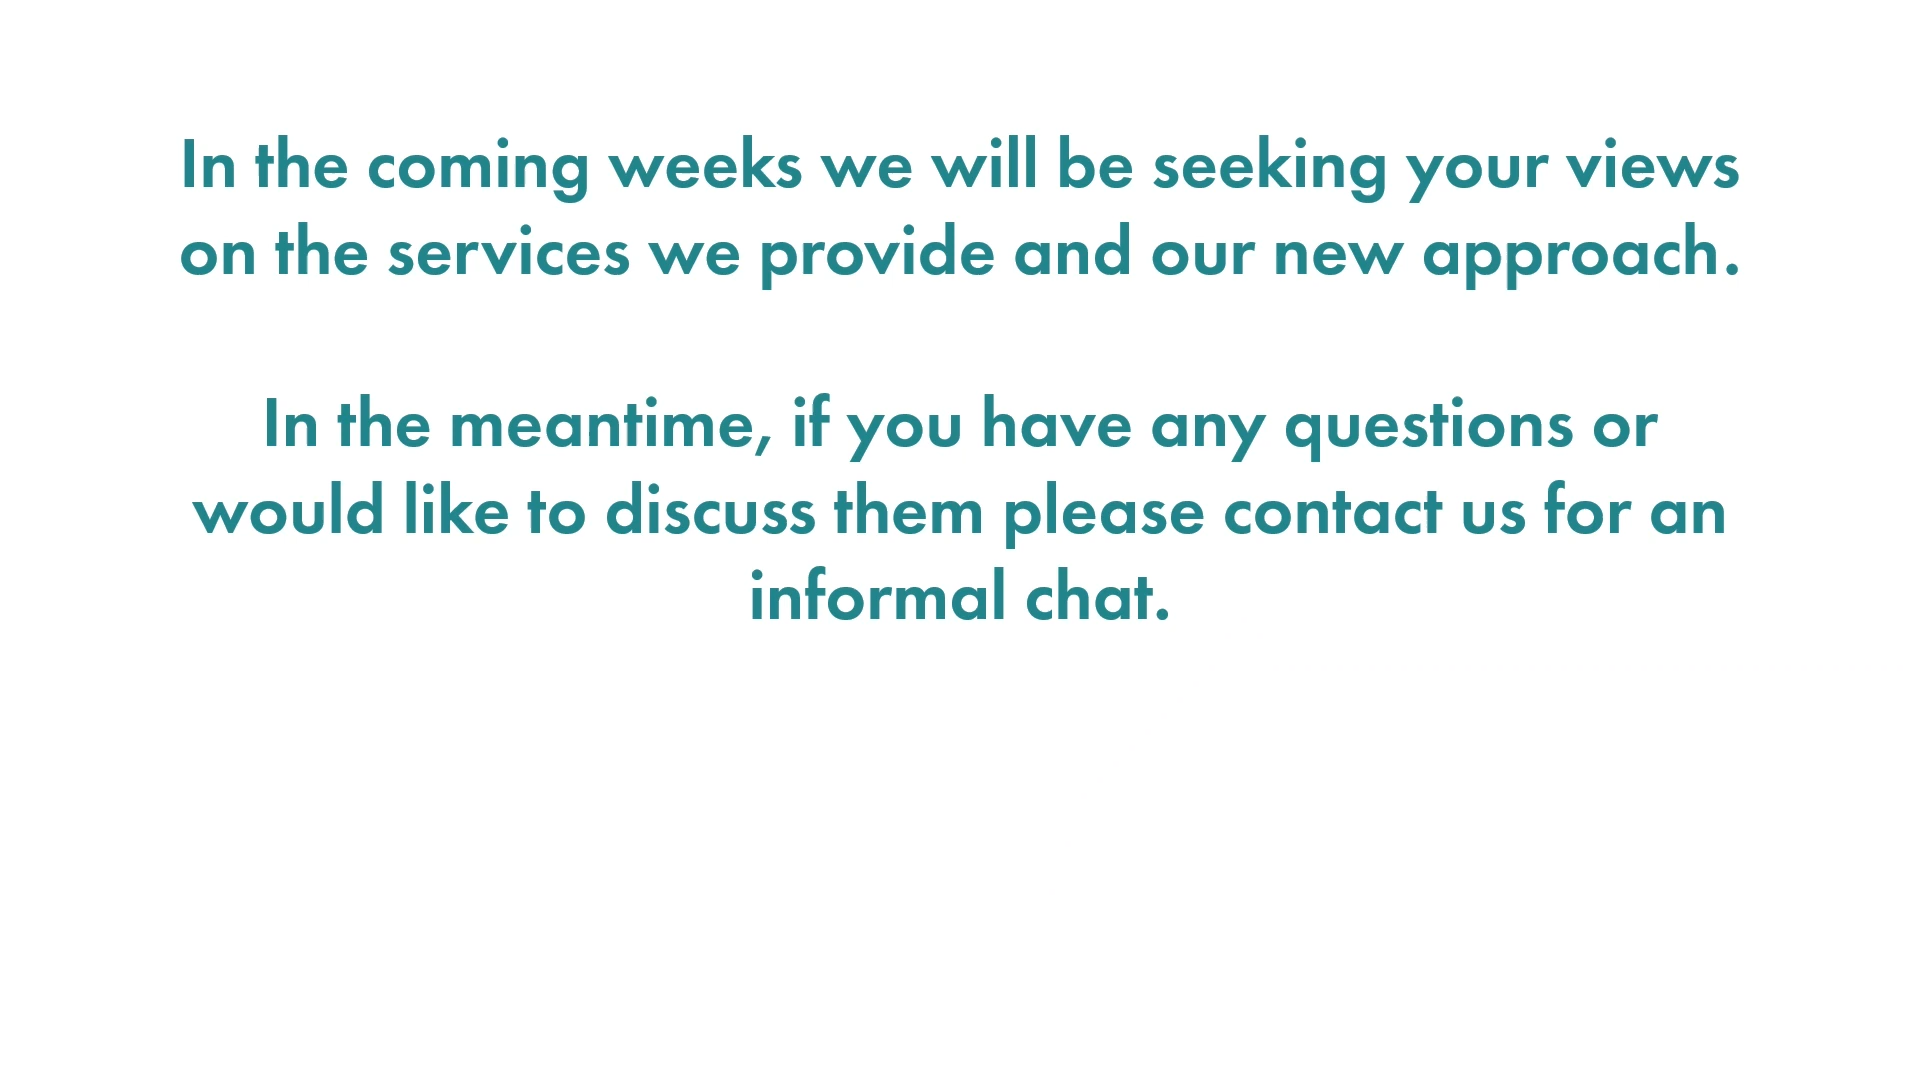 In the coming weeks we will be seeking your views
on the services we provide and our new approach.
In the meantime, if you have any questions or
would like to discuss them please contact us for an
informal chat.